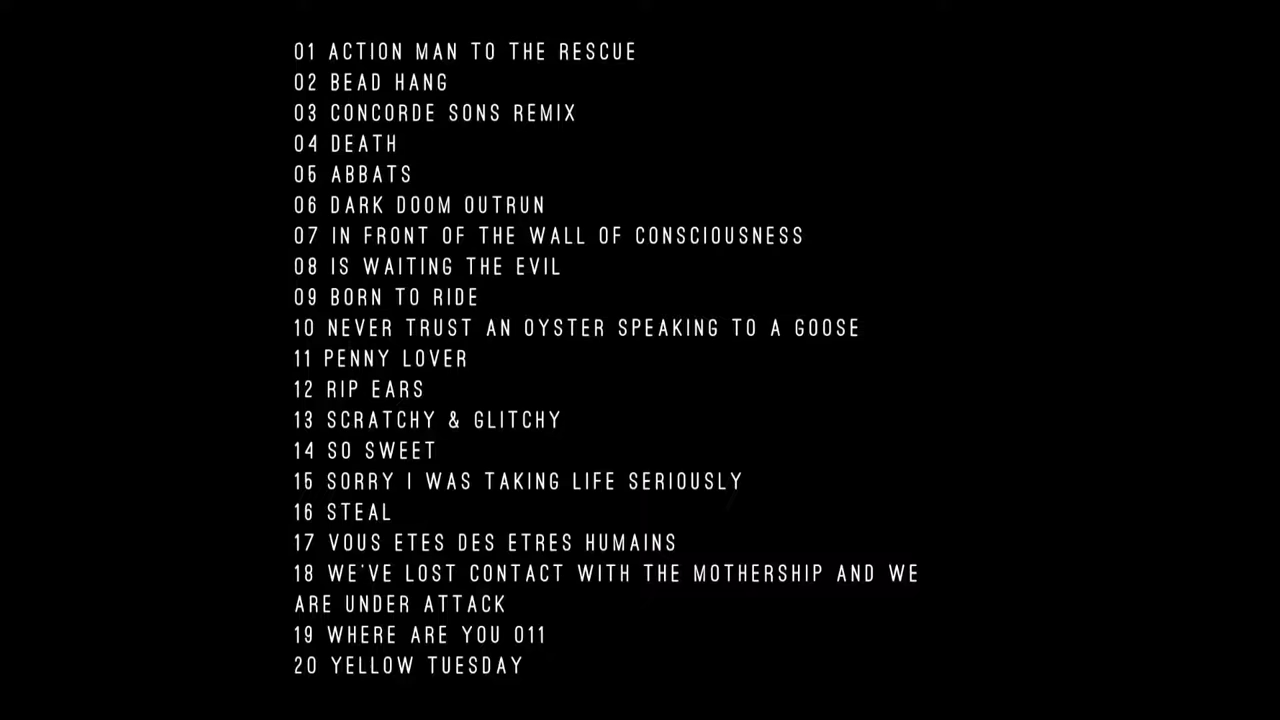 01 ACTION MAN TO THE RESCUE
02 BEAD HANG
03 CONCORDE SONS REMIX
04 DEATH
05 ABBATS
06 DARK DOOM OUTRUN
07 IN FRONT OF THE WALL OF CONSCIOUSNESS
08 IS WAITING THE EVIL
09 BORN TO RIDE
10 NEVER TRUST AN OYSTER SPEAKING TO A GOOSE
11 PENNY LOVER
12 RIP EARS
13 SCRATCHY & GLITCHY
14 SO SWEET
15 SORRY I WAS TAKING LIFE SERIOUSLY
16 STEAL
17 VOUS ETES DES ETRES HUMAINS
18 WE'VE LOST CONTACT WITH THE MOTHERSHIP AND WE
ARE UNDER ATTACK
19 WHERE ARE YOU 011
20 YELLOW TUESDAY